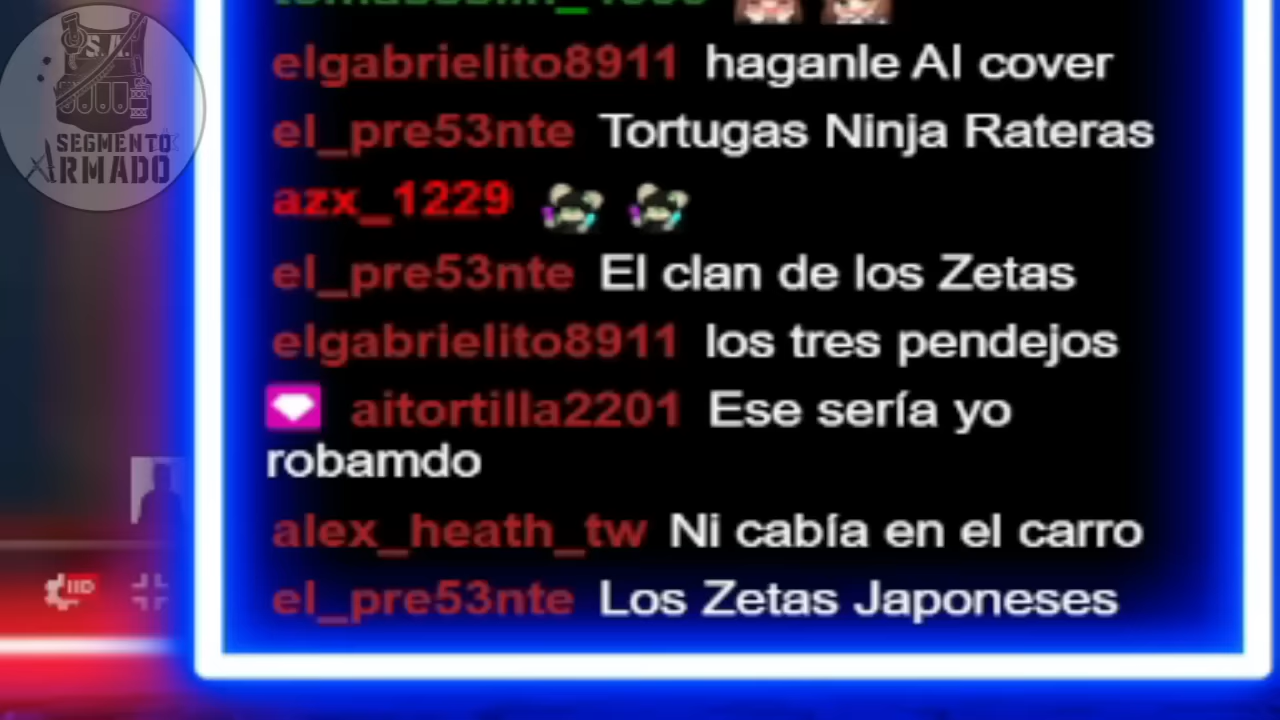 S.A.
SEGMENTO
ARMADO
elgabrielito8911 haganle Al cover
el_pre53nte Tortugas Ninja Rateras
azx_1229
el_pre53nte El clan de los Zetas
elgabrielito8911 los tres pendejos
aitortilla2201 Ese sería yo
robamdo
alex_heath_tw Ni cabía en el carro
el_pre53nte Los Zetas Japoneses
HD